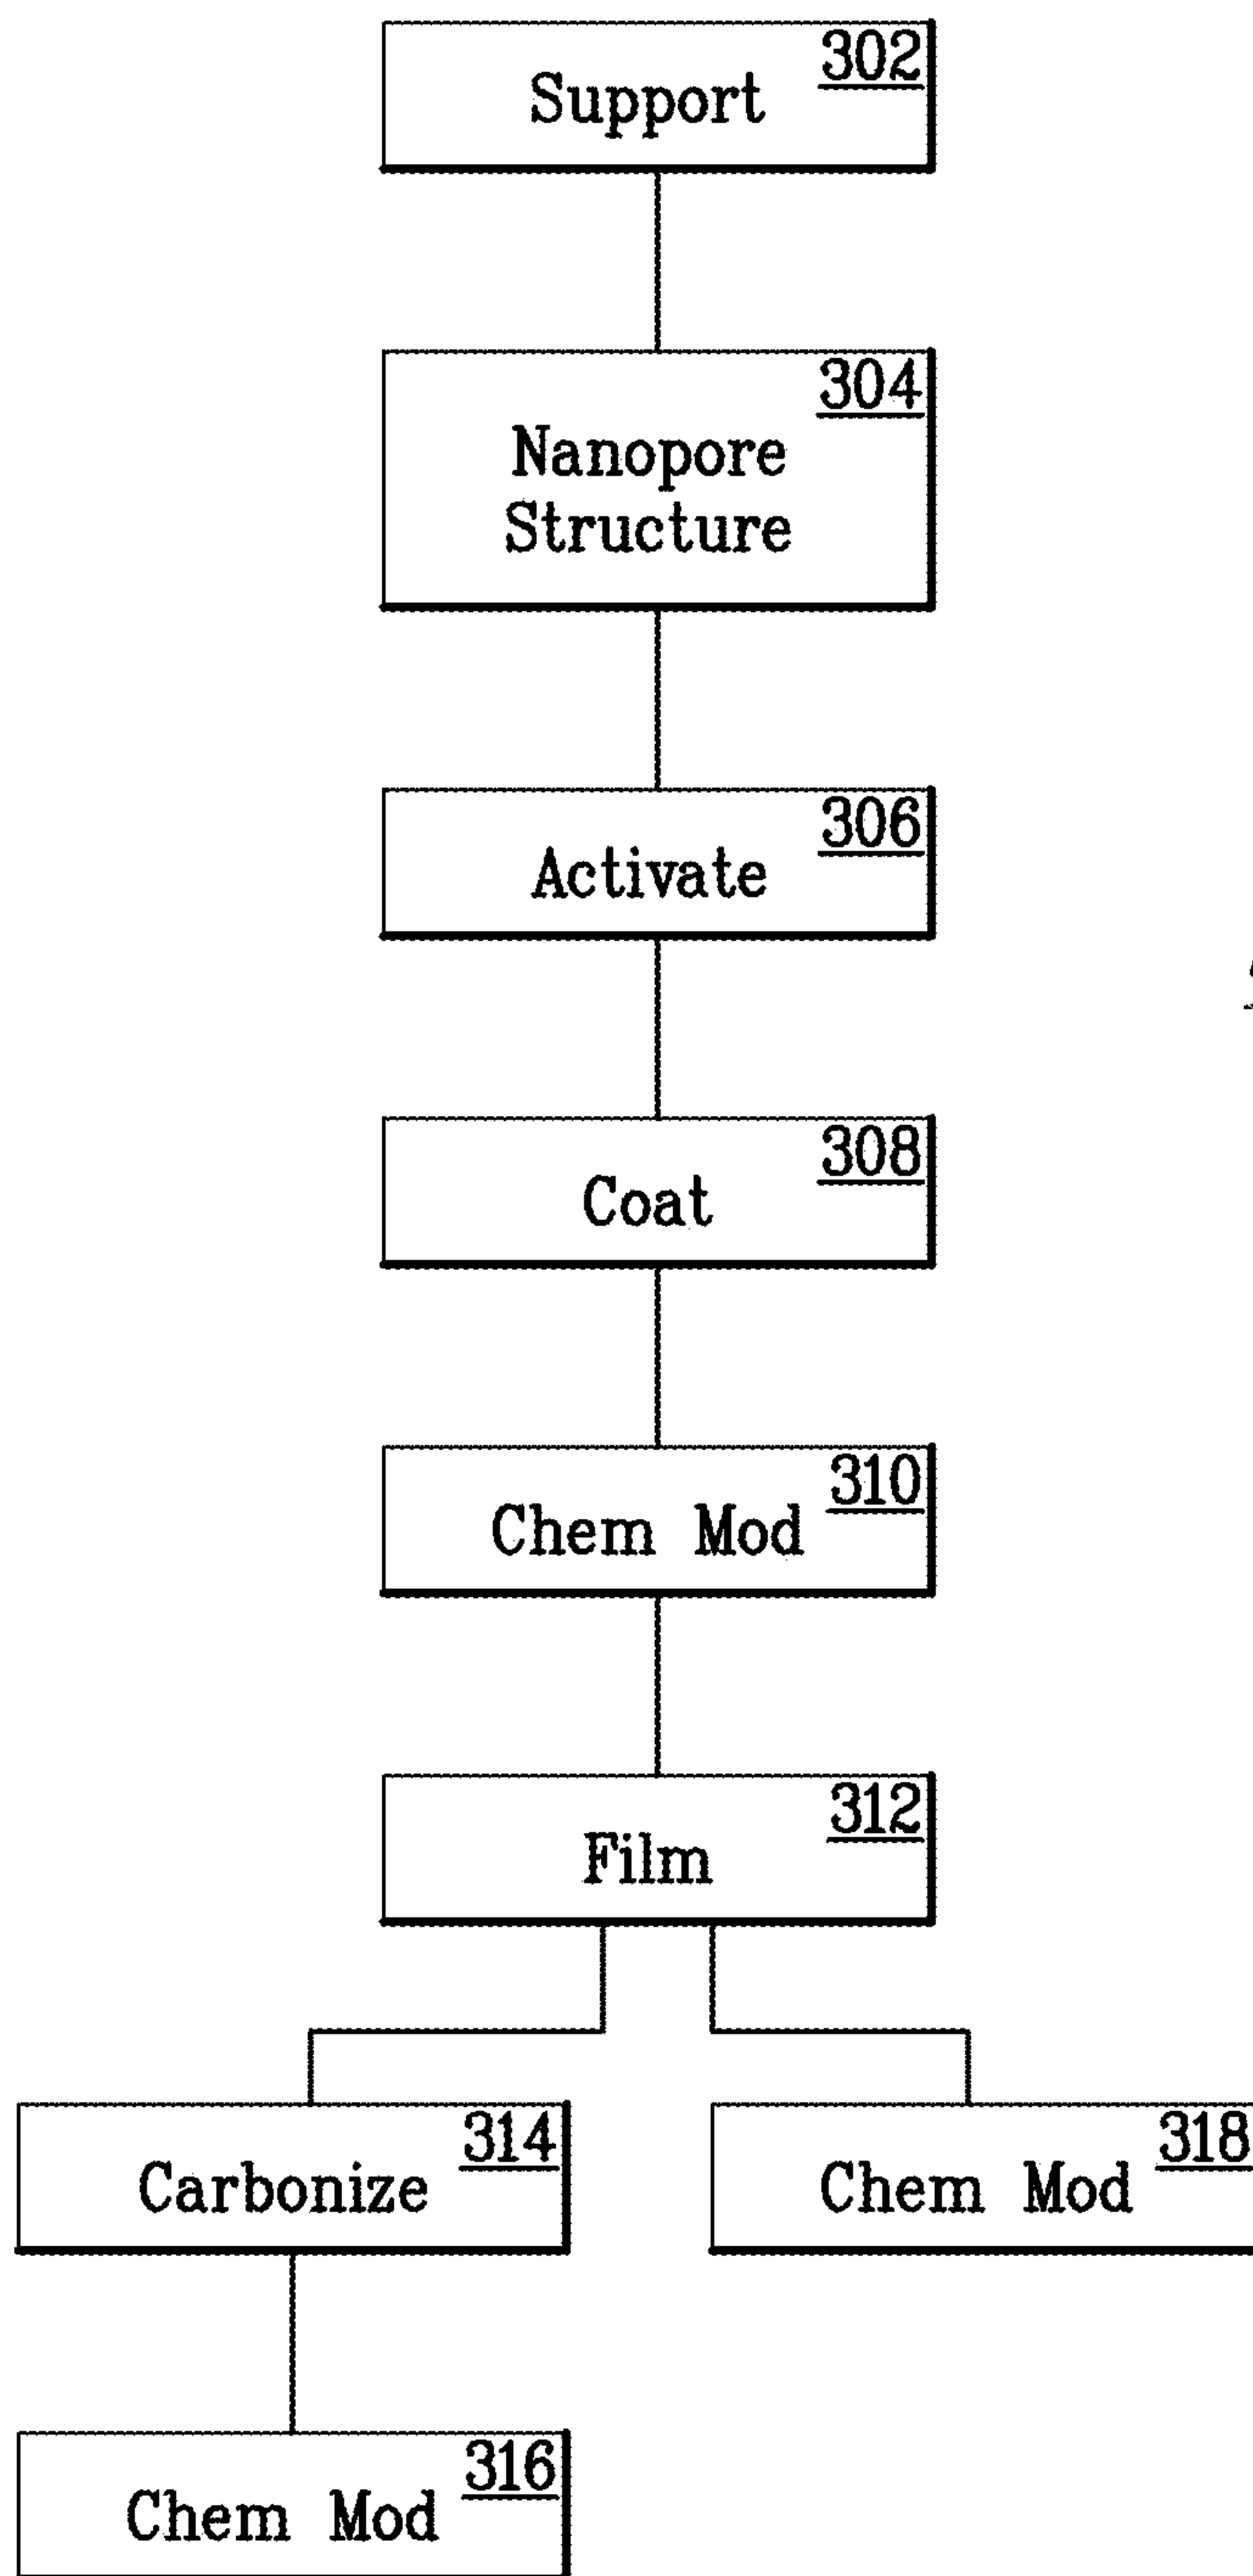 302
Support
304
Nanopore
Structure
306
Activate
308
Coat
310
Chem Mod
312
Film
314
Carbonize
318
Chem Mod
316
Chem Mod